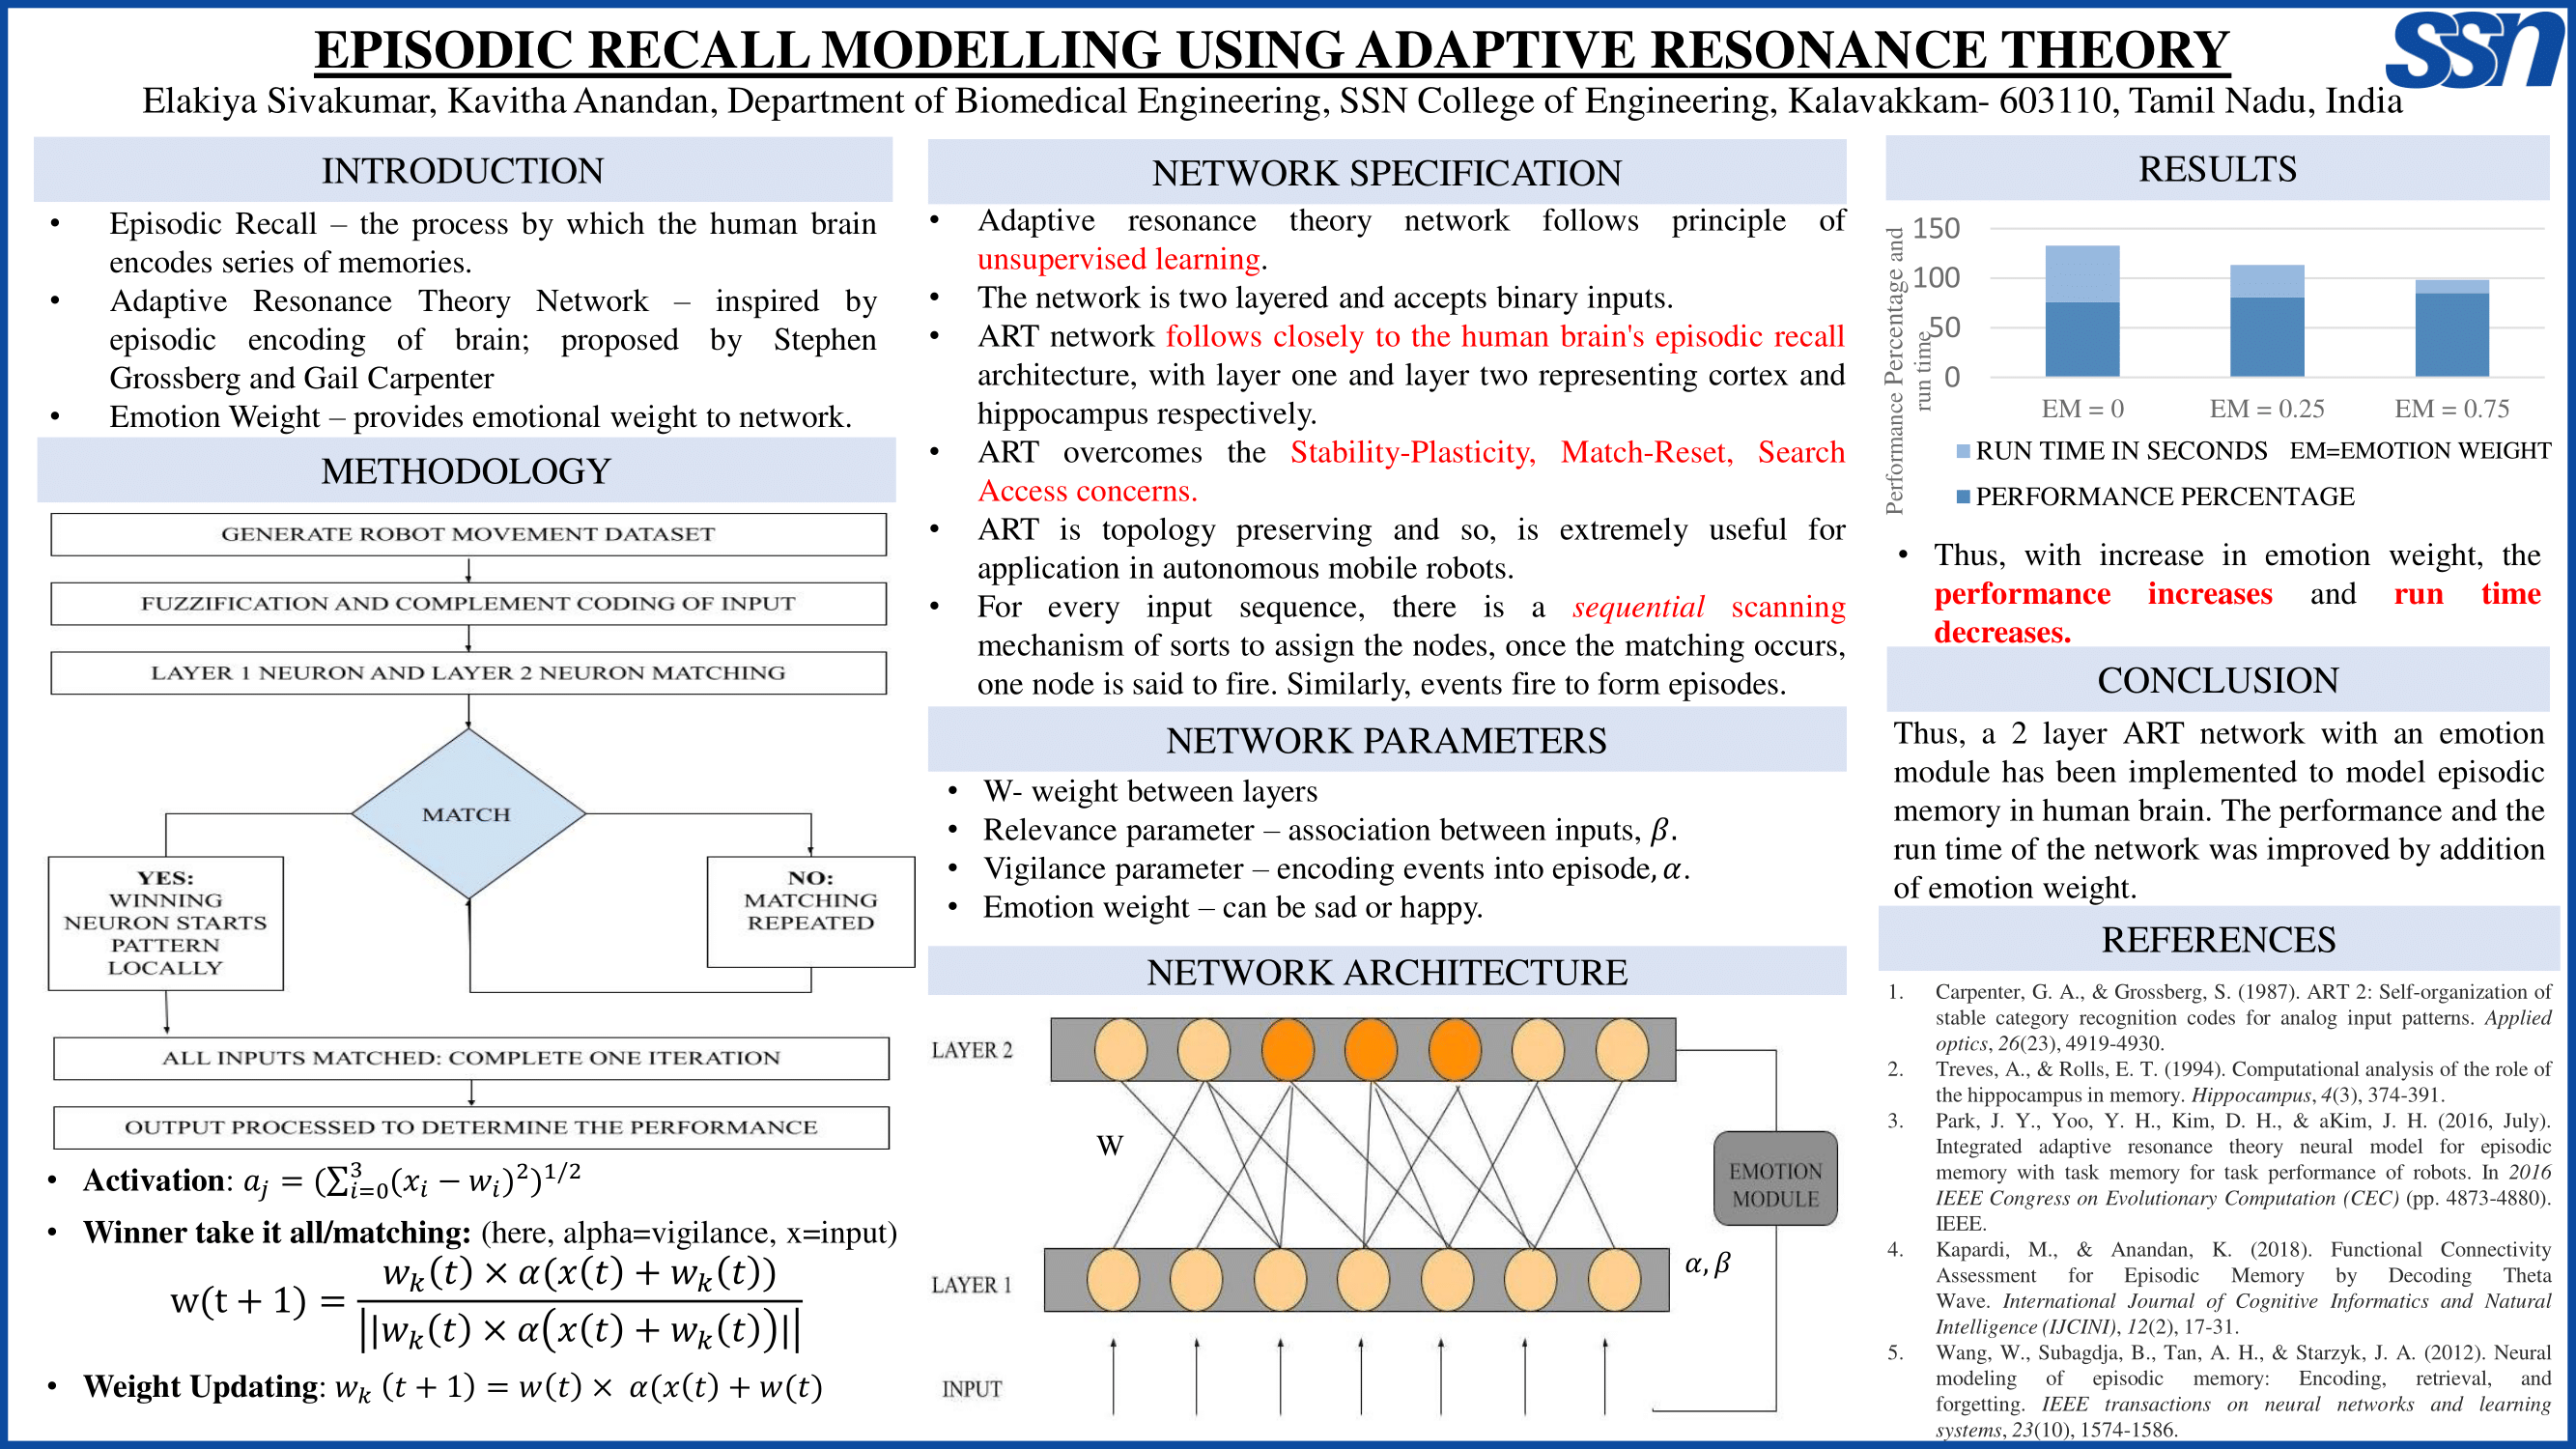 EPISODIC RECALL MODELLING USING ADAPTIVE RESONANCE THEORY
ssn
Elakiya Sivakumar, Kavitha Anandan, Department of Biomedical Engineering, SSN College of Engineering, Kalavakkam- 603110, Tamil Nadu, India
INTRODUCTION
• Episodic Recall – the process by which the human brain
encodes series of memories.
• Adaptive Resonance Theory Network – inspired by
episodic encoding of brain; proposed by Stephen
Grossberg and Gail Carpenter
• Emotion Weight – provides emotional weight to network.
METHODOLOGY
GENERATE ROBOT MOVEMENT DATASET
FUZZIFICATION AND COMPLEMENT CODING OF INPUT
LAYER 1 NEURON AND LAYER 2 NEURON MATCHING
MATCH
YES:
WINNING
NEURON STARTS
PATTERN
LOCALLY
NO:
MATCHING
REPEATED
ALL INPUTS MATCHED: COMPLETE ONE ITERATION
OUTPUT PROCESSED TO DETERMINE THE PERFORMANCE
• Activation: a_j = (∑_{i=0}^{3}(x_i − w_i)^2)^{1/2}
• Winner take it all/matching: (here, alpha=vigilance, x=input)
w(t + 1) = w_k(t) × α(x(t) + w_k(t))
||w_k(t) × α(x(t) + w_k(t))||
• Weight Updating: w_k (t + 1) = w(t) × α(x(t) + w(t)
NETWORK SPECIFICATION
• Adaptive resonance theory network follows principle of
unsupervised learning.
• The network is two layered and accepts binary inputs.
• ART network follows closely to the human brain's episodic recall
architecture, with layer one and layer two representing cortex and
hippocampus respectively.
• ART overcomes the Stability-Plasticity, Match-Reset, Search
Access concerns.
• ART is topology preserving and so, is extremely useful for
application in autonomous mobile robots.
• For every input sequence, there is a sequential scanning
mechanism of sorts to assign the nodes, once the matching occurs,
one node is said to fire. Similarly, events fire to form episodes.
NETWORK PARAMETERS
• W- weight between layers
• Relevance parameter – association between inputs, β.
• Vigilance parameter – encoding events into episode, α.
• Emotion weight – can be sad or happy.
NETWORK ARCHITECTURE
LAYER 2
W
EMOTION
MODULE
α, β
LAYER 1
INPUT
RESULTS
Performance Percentage and
run time
150
100
50
0
EM = 0 EM = 0.25 EM = 0.75
RUN TIME IN SECONDS EM=EMOTION WEIGHT
PERFORMANCE PERCENTAGE
• Thus, with increase in emotion weight, the
performance increases and run time
decreases.
CONCLUSION
Thus, a 2 layer ART network with an emotion
module has been implemented to model episodic
memory in human brain. The performance and the
run time of the network was improved by addition
of emotion weight.
REFERENCES
1. Carpenter, G. A., & Grossberg, S. (1987). ART 2: Self-organization of
stable category recognition codes for analog input patterns. Applied
optics, 26(23), 4919-4930.
2. Treves, A., & Rolls, E. T. (1994). Computational analysis of the role of
the hippocampus in memory. Hippocampus, 4(3), 374-391.
3. Park, J. Y., Yoo, Y. H., Kim, D. H., & aKim, J. H. (2016, July).
Integrated adaptive resonance theory neural model for episodic
memory with task memory for task performance of robots. In 2016
IEEE Congress on Evolutionary Computation (CEC) (pp. 4873-4880).
IEEE.
4. Kapardi, M., & Anandan, K. (2018). Functional Connectivity
Assessment for Episodic Memory by Decoding Theta
Wave. International Journal of Cognitive Informatics and Natural
Intelligence (IJCINI), 12(2), 17-31.
5. Wang, W., Subagdja, B., Tan, A. H., & Starzyk, J. A. (2012). Neural
modeling of episodic memory: Encoding, retrieval, and
forgetting. IEEE transactions on neural networks and learning
systems, 23(10), 1574-1586.